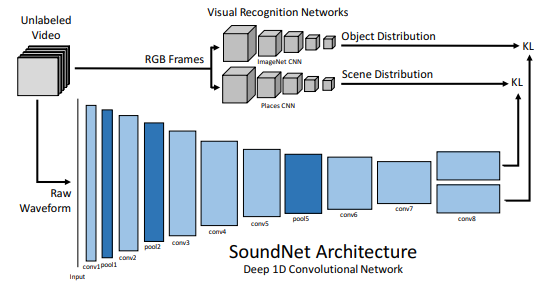 Visual Recognition Networks
Unlabeled
Video
RGB Frames
ImageNet CNN
Object Distribution
KL
Places CNN
Scene Distribution
KL
Raw
Waveform
Input
conv1
pool1
conv2
pool2
conv3
conv4
conv5
pool5
conv6
conv7
conv8
SoundNet Architecture
Deep 1D Convolutional Network